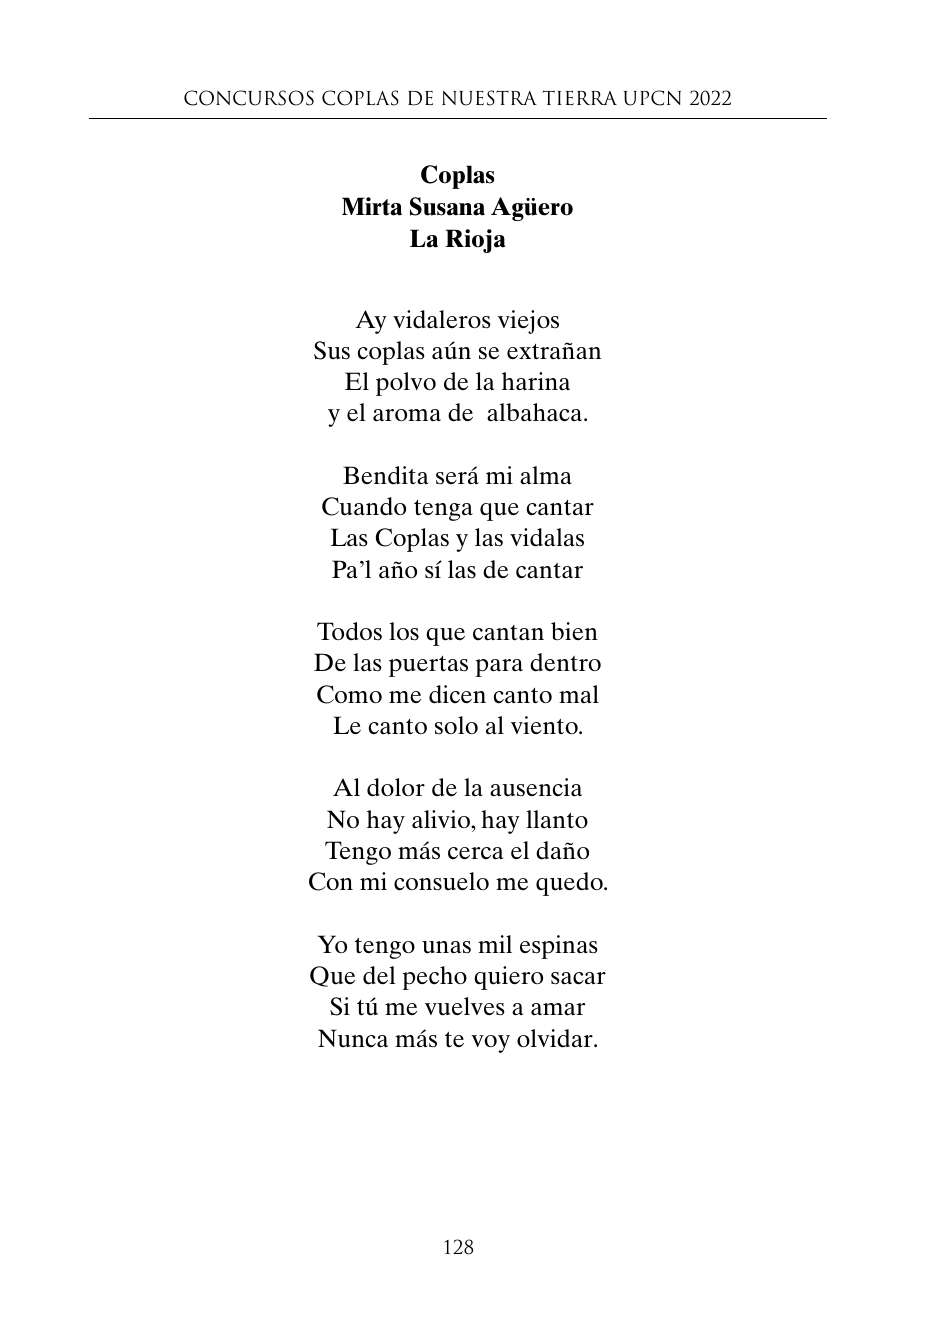 CONCURSOS COPLAS DE NUESTRA TIERRA UPCN 2022
Coplas
Mirta Susana Agüero
La Rioja
Ay vidaleros viejos
Sus coplas aún se extrañan
El polvo de la harina
y el aroma de  albahaca.
Bendita será mi alma
Cuando tenga que cantar
Las Coplas y las vidalas
Pa’l año sí las de cantar
Todos los que cantan bien
De las puertas para dentro
Como me dicen canto mal
Le canto solo al viento.
Al dolor de la ausencia
No hay alivio, hay llanto
Tengo más cerca el daño
Con mi consuelo me quedo.
Yo tengo unas mil espinas
Que del pecho quiero sacar
Si tú me vuelves a amar
Nunca más te voy olvidar.
128